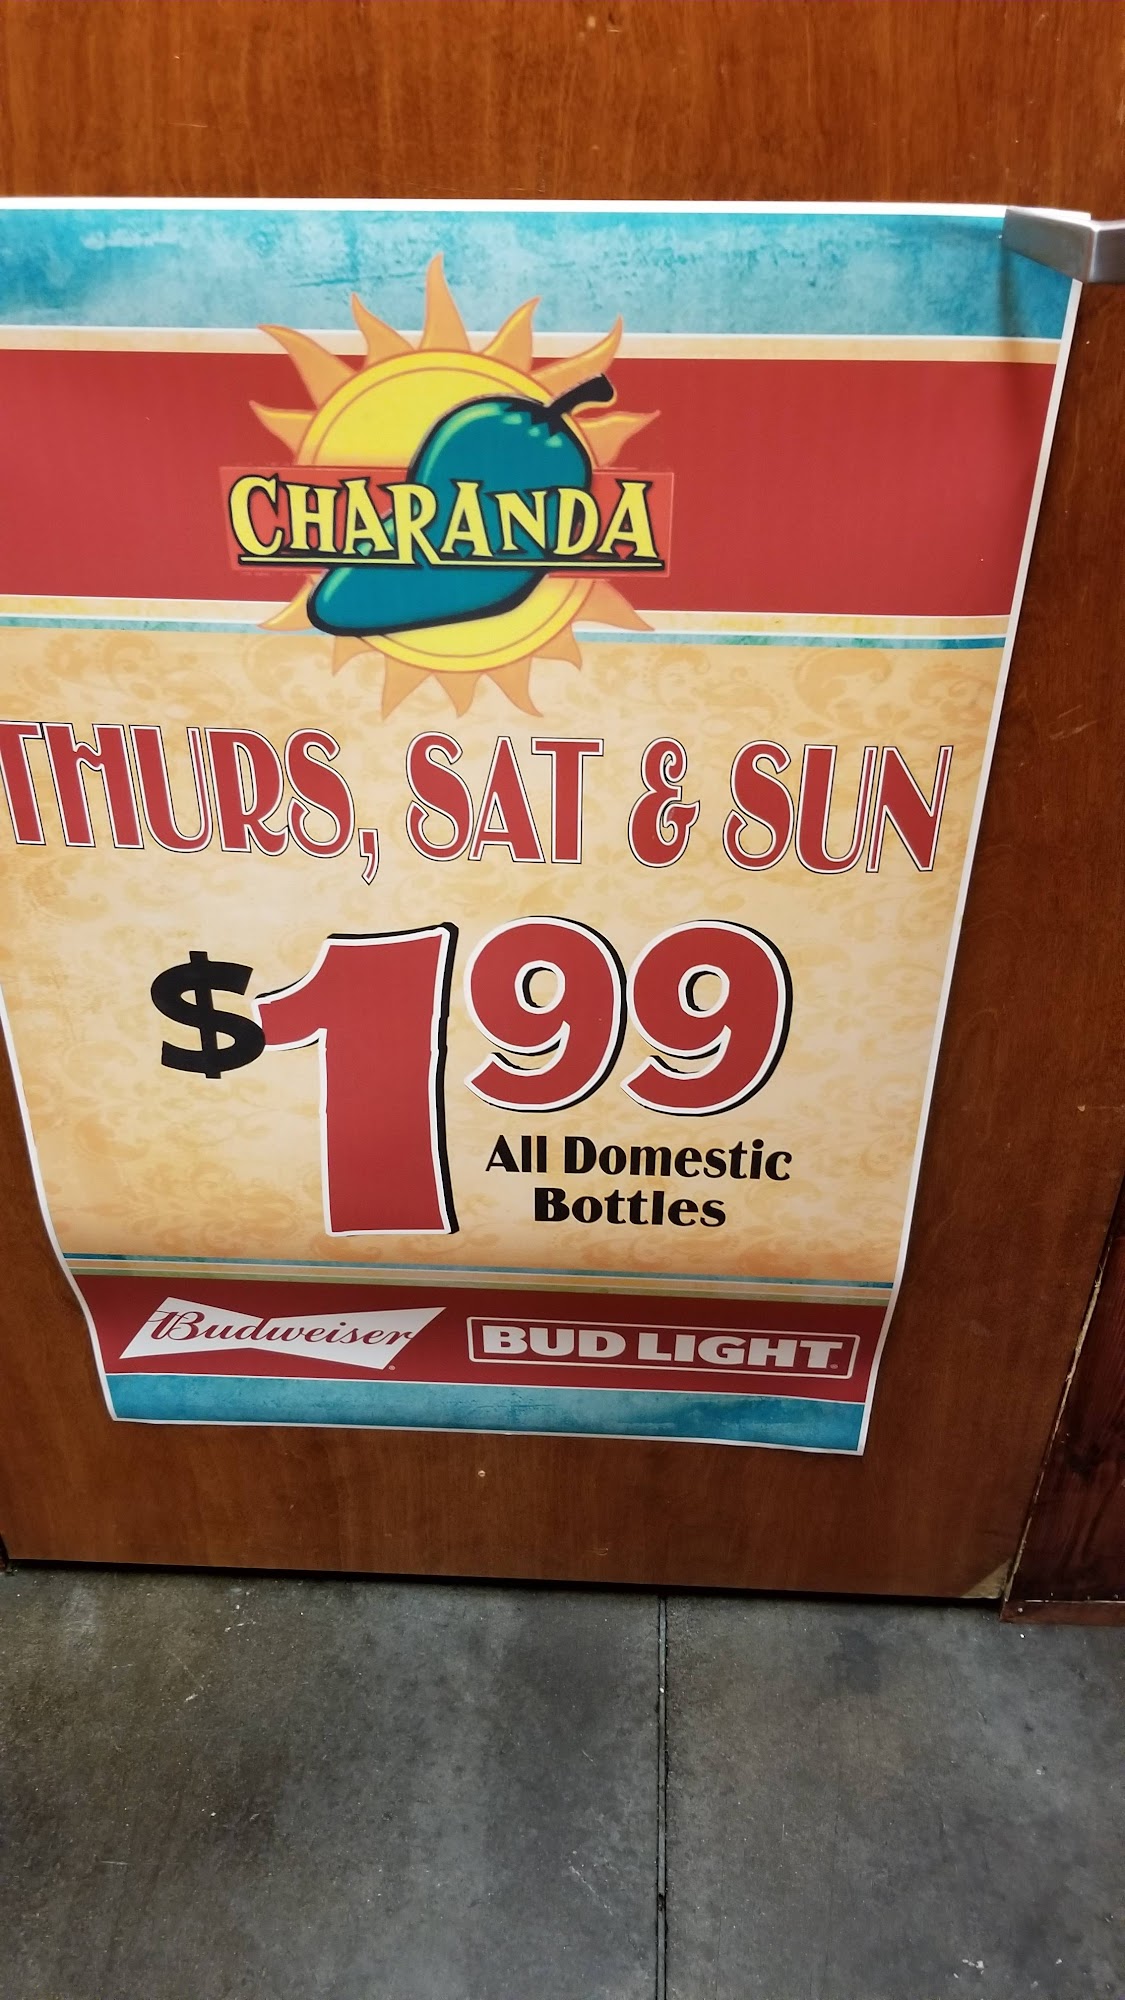 CHARANDA
THURS, SAT & SUN
$199
All Domestic
Bottles
Budweiser
BUD LIGHT